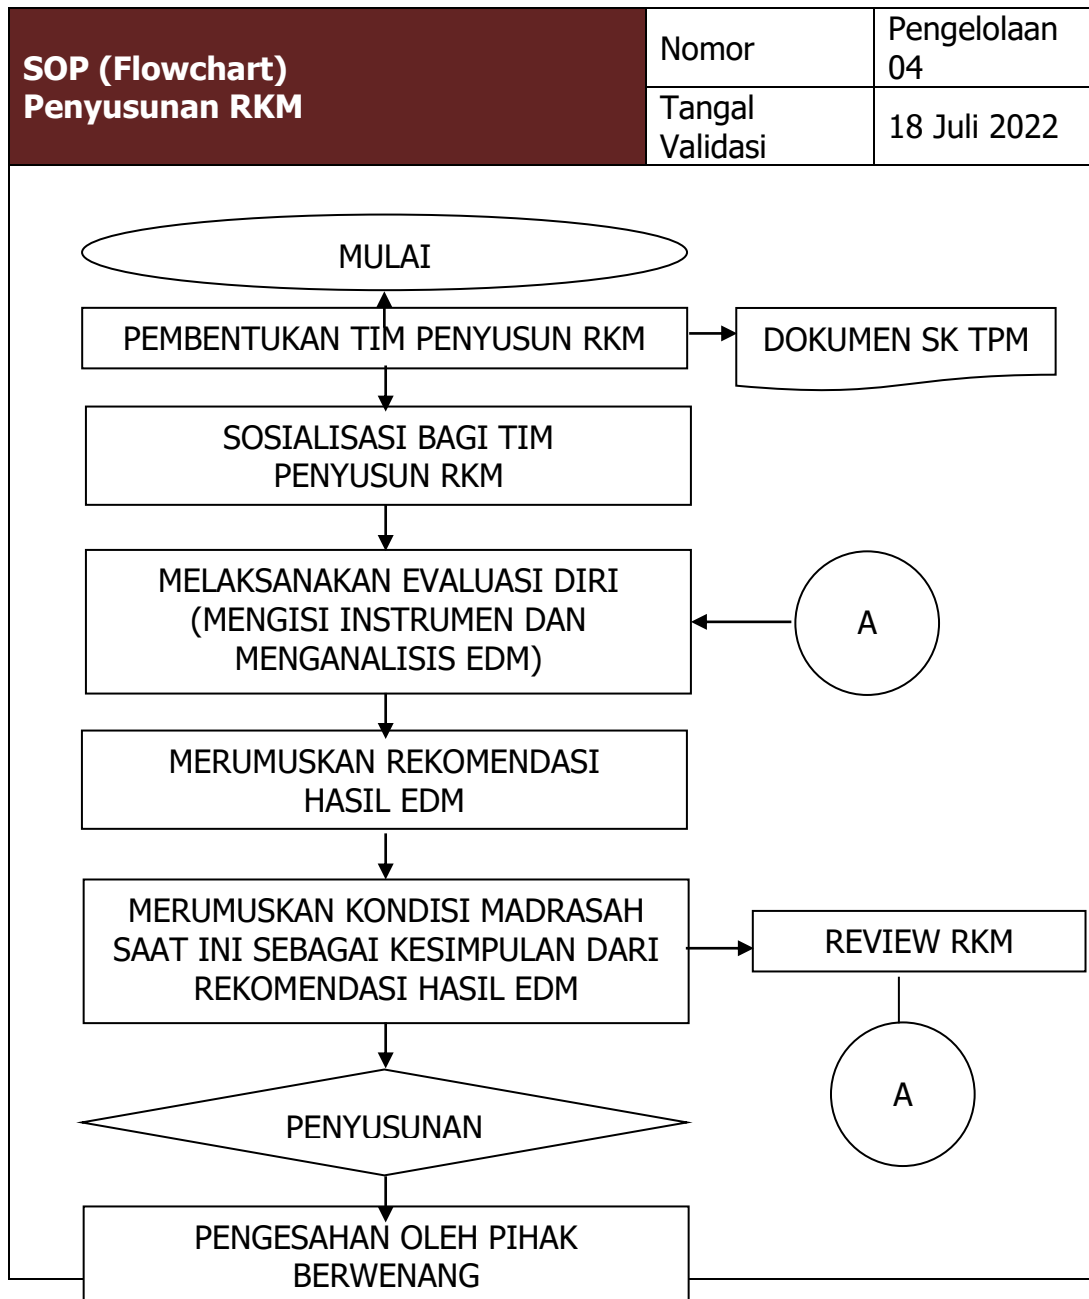 SOP (Flowchart)
Penyusunan RKM
Nomor
Pengelolaan
04
Tangal
Validasi
18 Juli 2022
MULAI
PEMBENTUKAN TIM PENYUSUN RKM
DOKUMEN SK TPM
SOSIALISASI BAGI TIM
PENYUSUN RKM
MELAKSANAKAN EVALUASI DIRI
(MENGISI INSTRUMEN DAN
MENGANALISIS EDM)
A
MERUMUSKAN REKOMENDASI
HASIL EDM
MERUMUSKAN KONDISI MADRASAH
SAAT INI SEBAGAI KESIMPULAN DARI
REKOMENDASI HASIL EDM
REVIEW RKM
A
PENYUSUNAN
PENGESAHAN OLEH PIHAK
BERWENANG